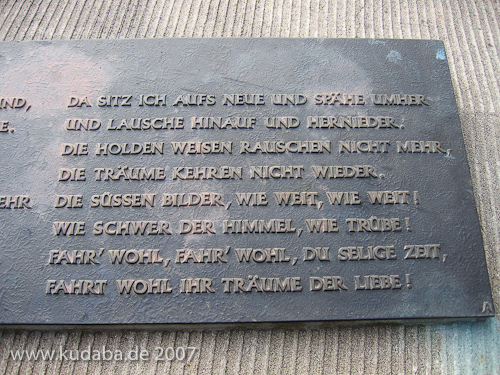 IND,
E.
EHR
DA SITZ ICH AUFS NEUE UND SPÄHE UMHER
UND LAUSCHE HINAUF UND HERNIEDER.
DIE HOLDEN WEISEN RAUSCHEN NICHT MEHR,
DIE TRÄUME KEHREN NICHT WIEDER.
DIE SÜSSEN BILDER, WIE WEIT, WIE WEIT!
WIE SCHWER DER HIMMEL, WIE TRÜBE!
FAHR' WOHL, FAHR' WOHL, DU SELIGE ZEIT,
FAHRT WOHL IHR TRÄUME DER LIEBE!
www.kudaba.de 2007